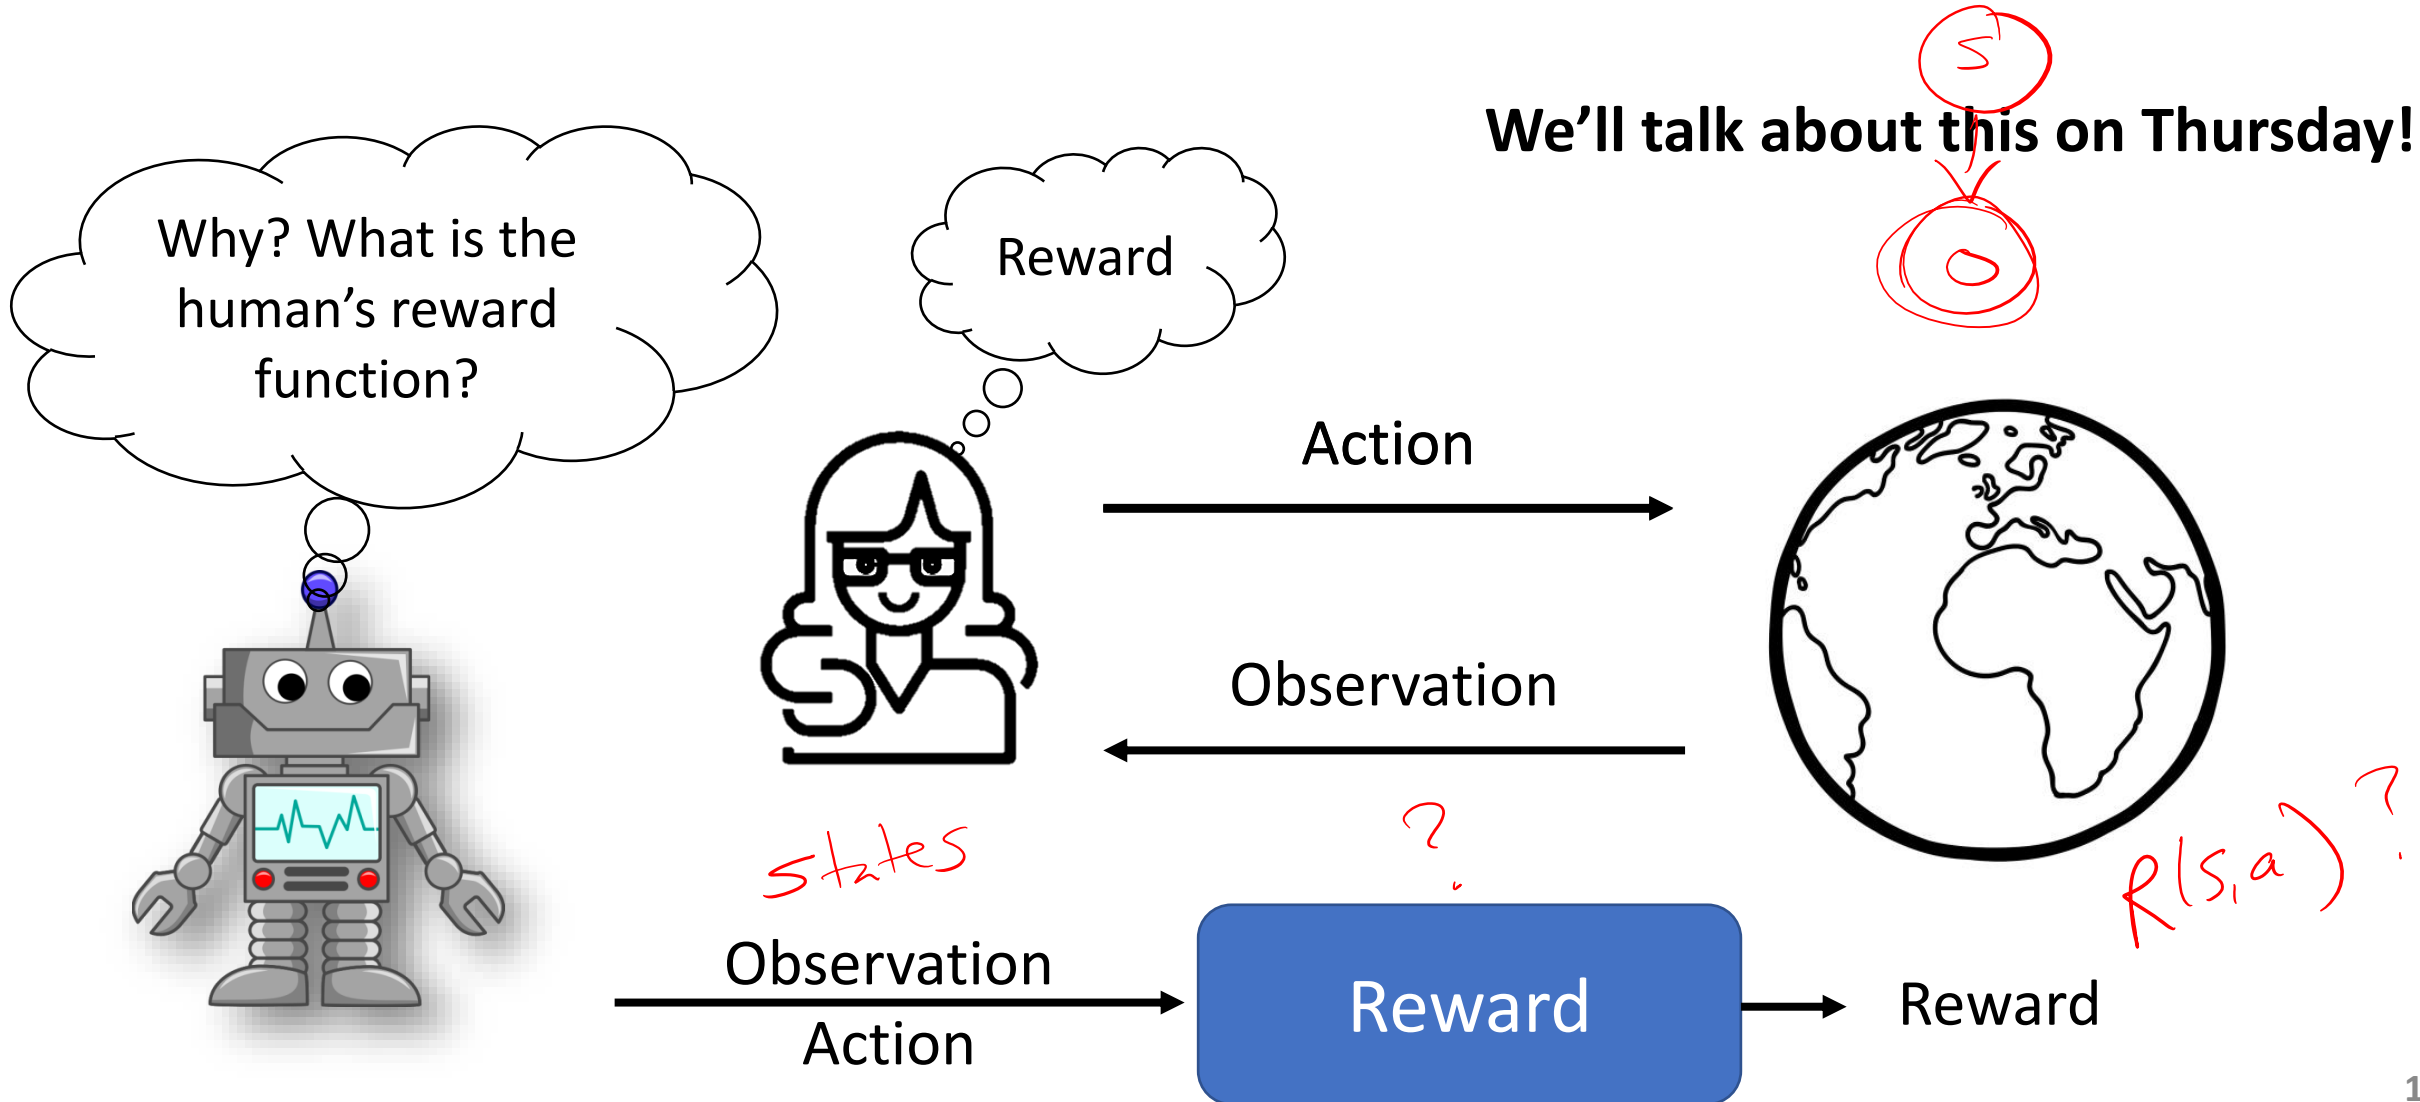 S
We'll talk about this on Thursday!
Why? What is the
human's reward
function?
Reward
O
Action
Observation
states
?
R(s,a)?
Observation
Action
Reward
Reward
1